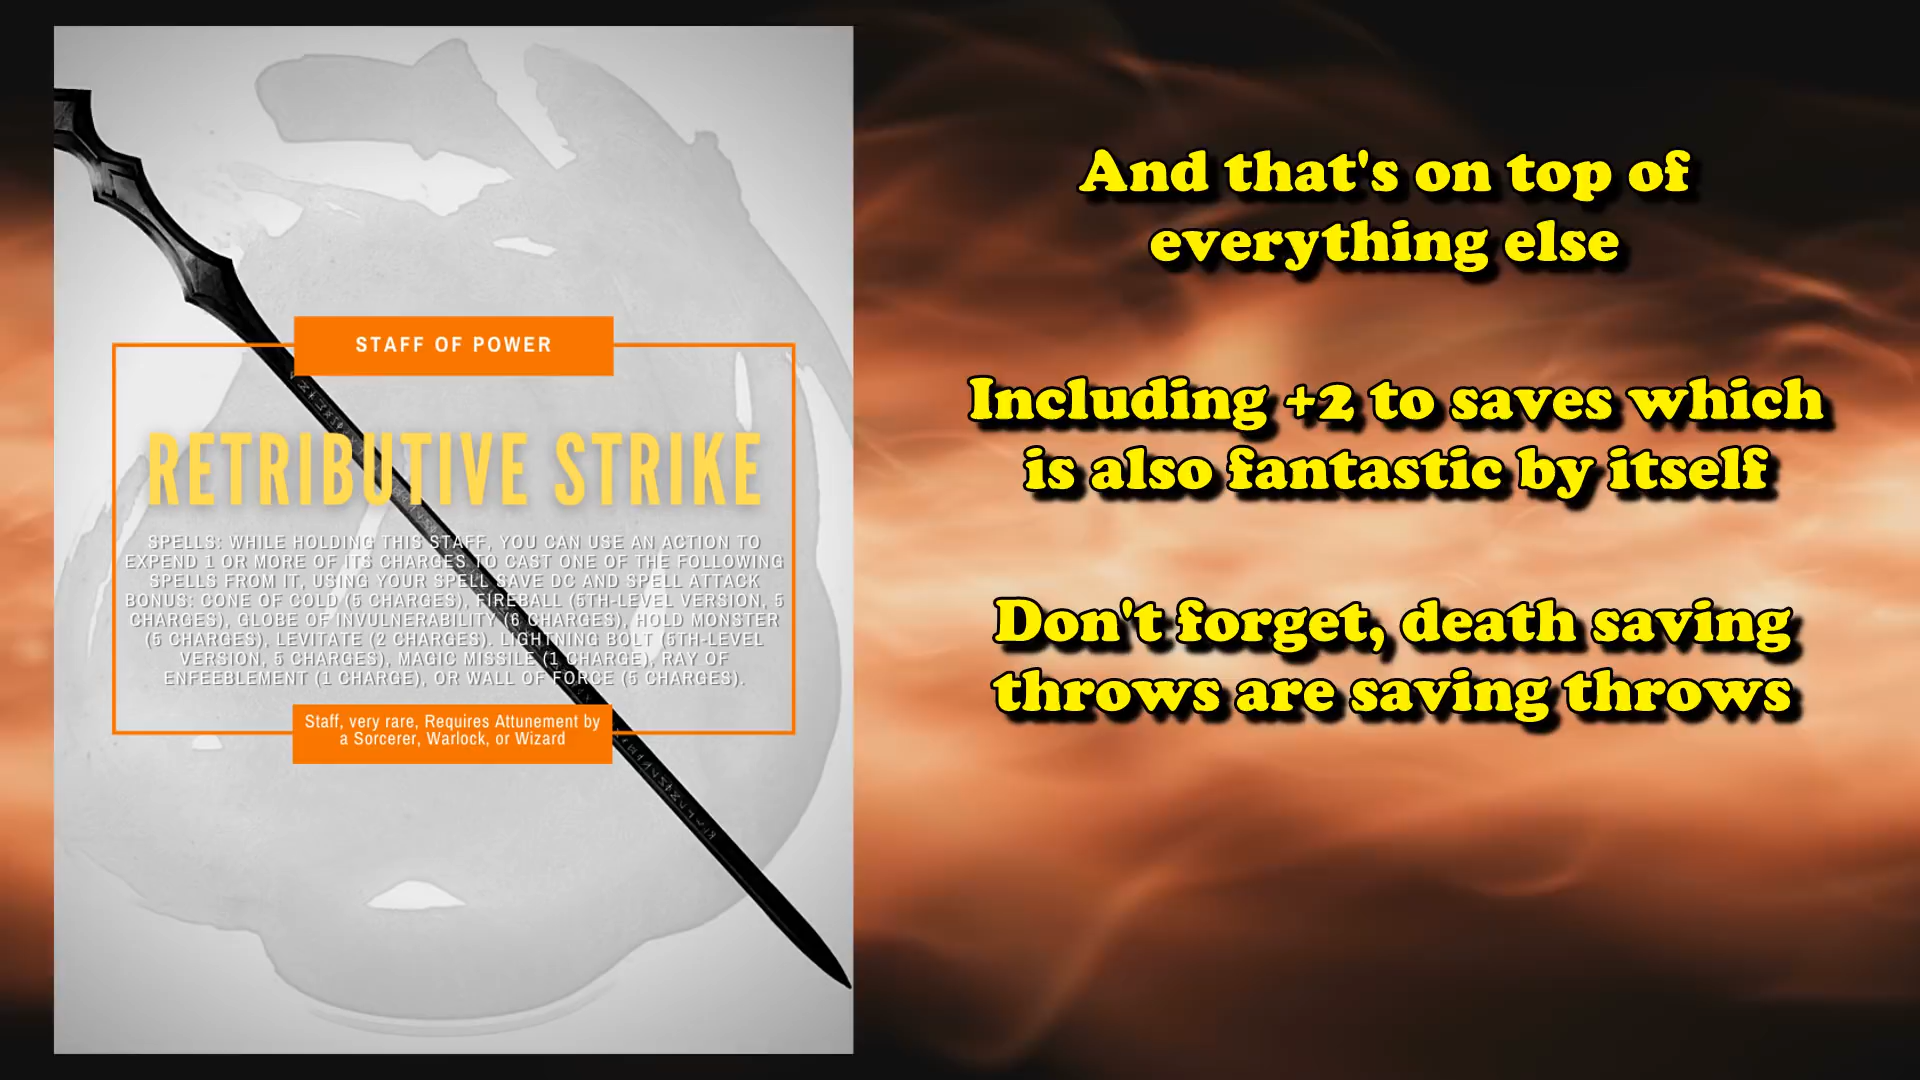 STAFF OF POWER
RETRIBUTIVE STRIKE
SPELLS: WHILE HOLDING THIS STAFF, YOU CAN USE AN ACTION TO
EXPEND 1 OR MORE OF ITS CHARGES TO CAST ONE OF THE FOLLOWING
SPELLS FROM IT, USING YOUR SPELL SAVE DC AND SPELL ATTACK
BONUS: CONE OF COLD (5 CHARGES), FIREBALL (5TH-LEVEL VERSION, 5
CHARGES), GLOBE OF INVULNERABILITY (6 CHARGES), HOLD MONSTER
(5 CHARGES), LEVITATE (2 CHARGES). LIGHTNING BOLT (5TH-LEVEL
VERSION, 5 CHARGES), MAGIC MISSILE (1 CHARGE), RAY OF
ENFEEBLEMENT (1 CHARGE), OR WALL OF FORCE (5 CHARGES).
Staff, very rare, Requires Attunement by
a Sorcerer, Warlock, or Wizard
And that's on top of
everything else
Including +2 to saves which
is also fantastic by itself
Don't forget, death saving
throws are saving throws